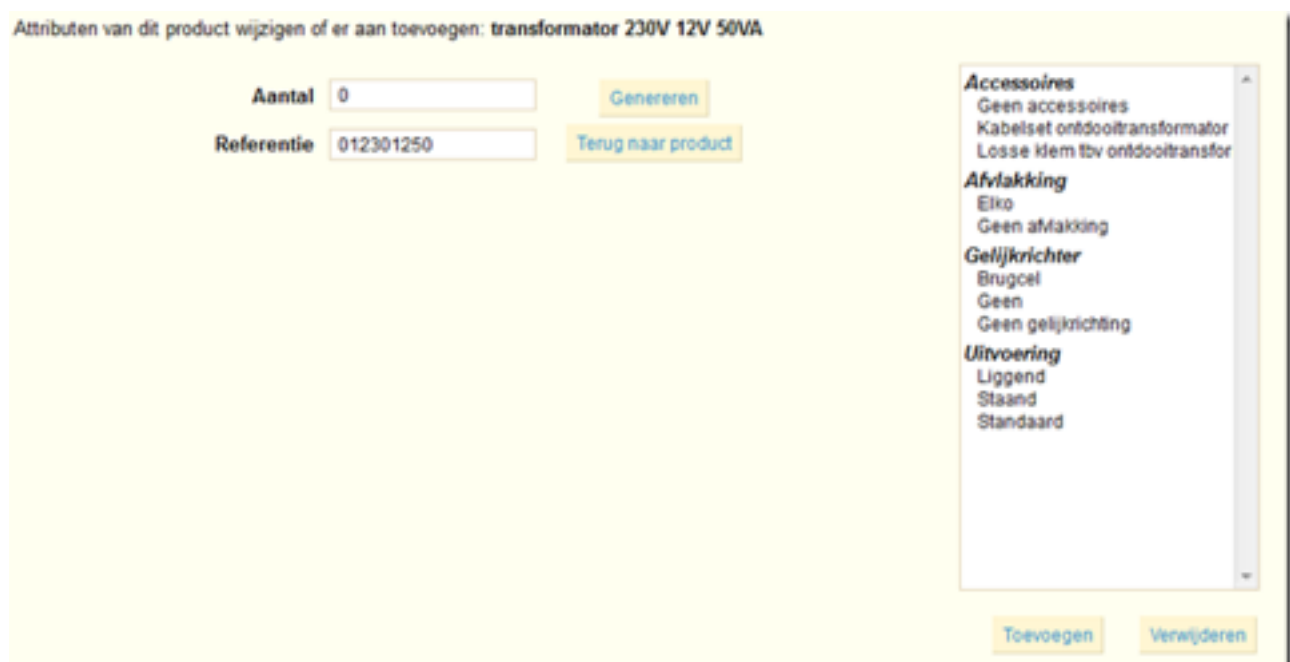 Attributen van dit product wijzigen of er aan toevoegen: transformator 230V 12V 50VA
Aantal 0 Genereren
Referentie 012301250 Terug naar product
Accessoires
Geen accessoires
Kabelset ontdooitransformator
Losse klem tbv ontdooitransfor
Afvlakking
Elko
Geen afvlakking
Gelijkrichter
Brugcel
Geen
Geen gelijkrichting
Uitvoering
Liggend
Staand
Standaard
Toevoegen Verwijderen